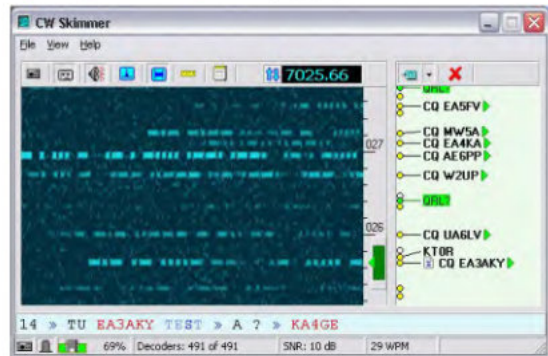 CW Skimmer
File View Help
7025.66
QRL?
CQ EA5FV
CQ MW5A
CQ EA4KA
027
CQ AE6PP
CQ W2UP
QRL?
026
CQ UA6LV
KT0R
CQ EA3AKY
14 » TU EA3AKY TEST » A ? » KA4GE
69% Decoders: 491 of 491 SNR: 10 dB 29 WPM